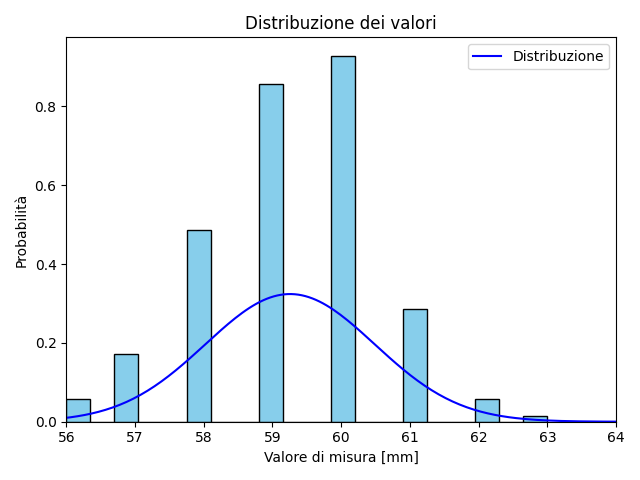 Distribuzione dei valori
Distribuzione
Probabilità
0.8
0.6
0.4
0.2
0.0
56 57 58 59 60 61 62 63 64
Valore di misura [mm]